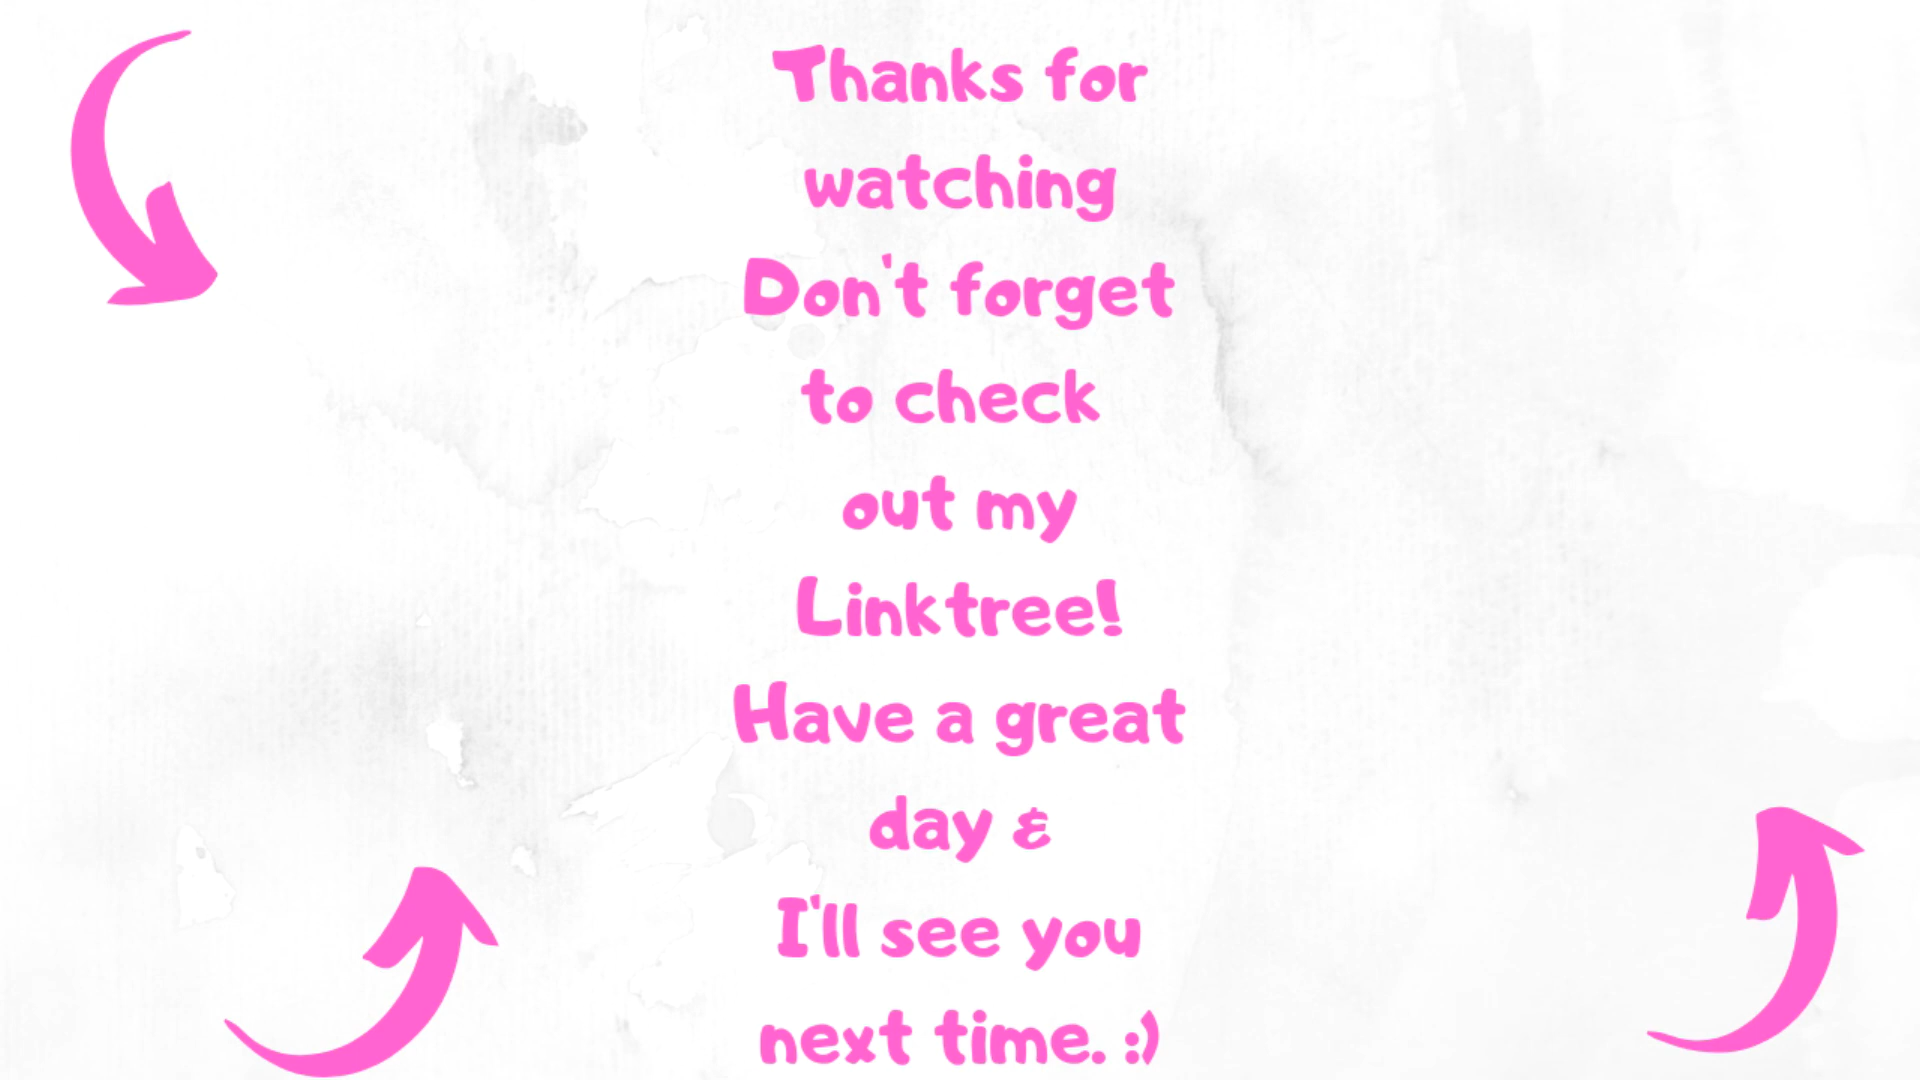 Thanks for
watching
Don't forget
to check
out my
Linktree!
Have a great
day &
I'll see you
next time. :)